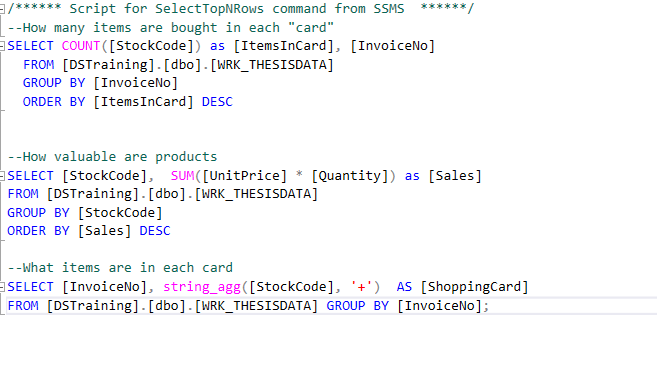 /****** Script for SelectTopNRows command from SSMS  ******/
--How many items are bought in each "card"
SELECT COUNT([StockCode]) as [ItemsInCard], [InvoiceNo]
  FROM [DSTraining].[dbo].[WRK_THESISDATA]
  GROUP BY [InvoiceNo]
  ORDER BY [ItemsInCard] DESC
--How valuable are products
SELECT [StockCode],  SUM([UnitPrice] * [Quantity]) as [Sales]
FROM [DSTraining].[dbo].[WRK_THESISDATA]
GROUP BY [StockCode]
ORDER BY [Sales] DESC
--What items are in each card
SELECT [InvoiceNo], string_agg([StockCode], '+')  AS [ShoppingCard]
FROM [DSTraining].[dbo].[WRK_THESISDATA] GROUP BY [InvoiceNo];